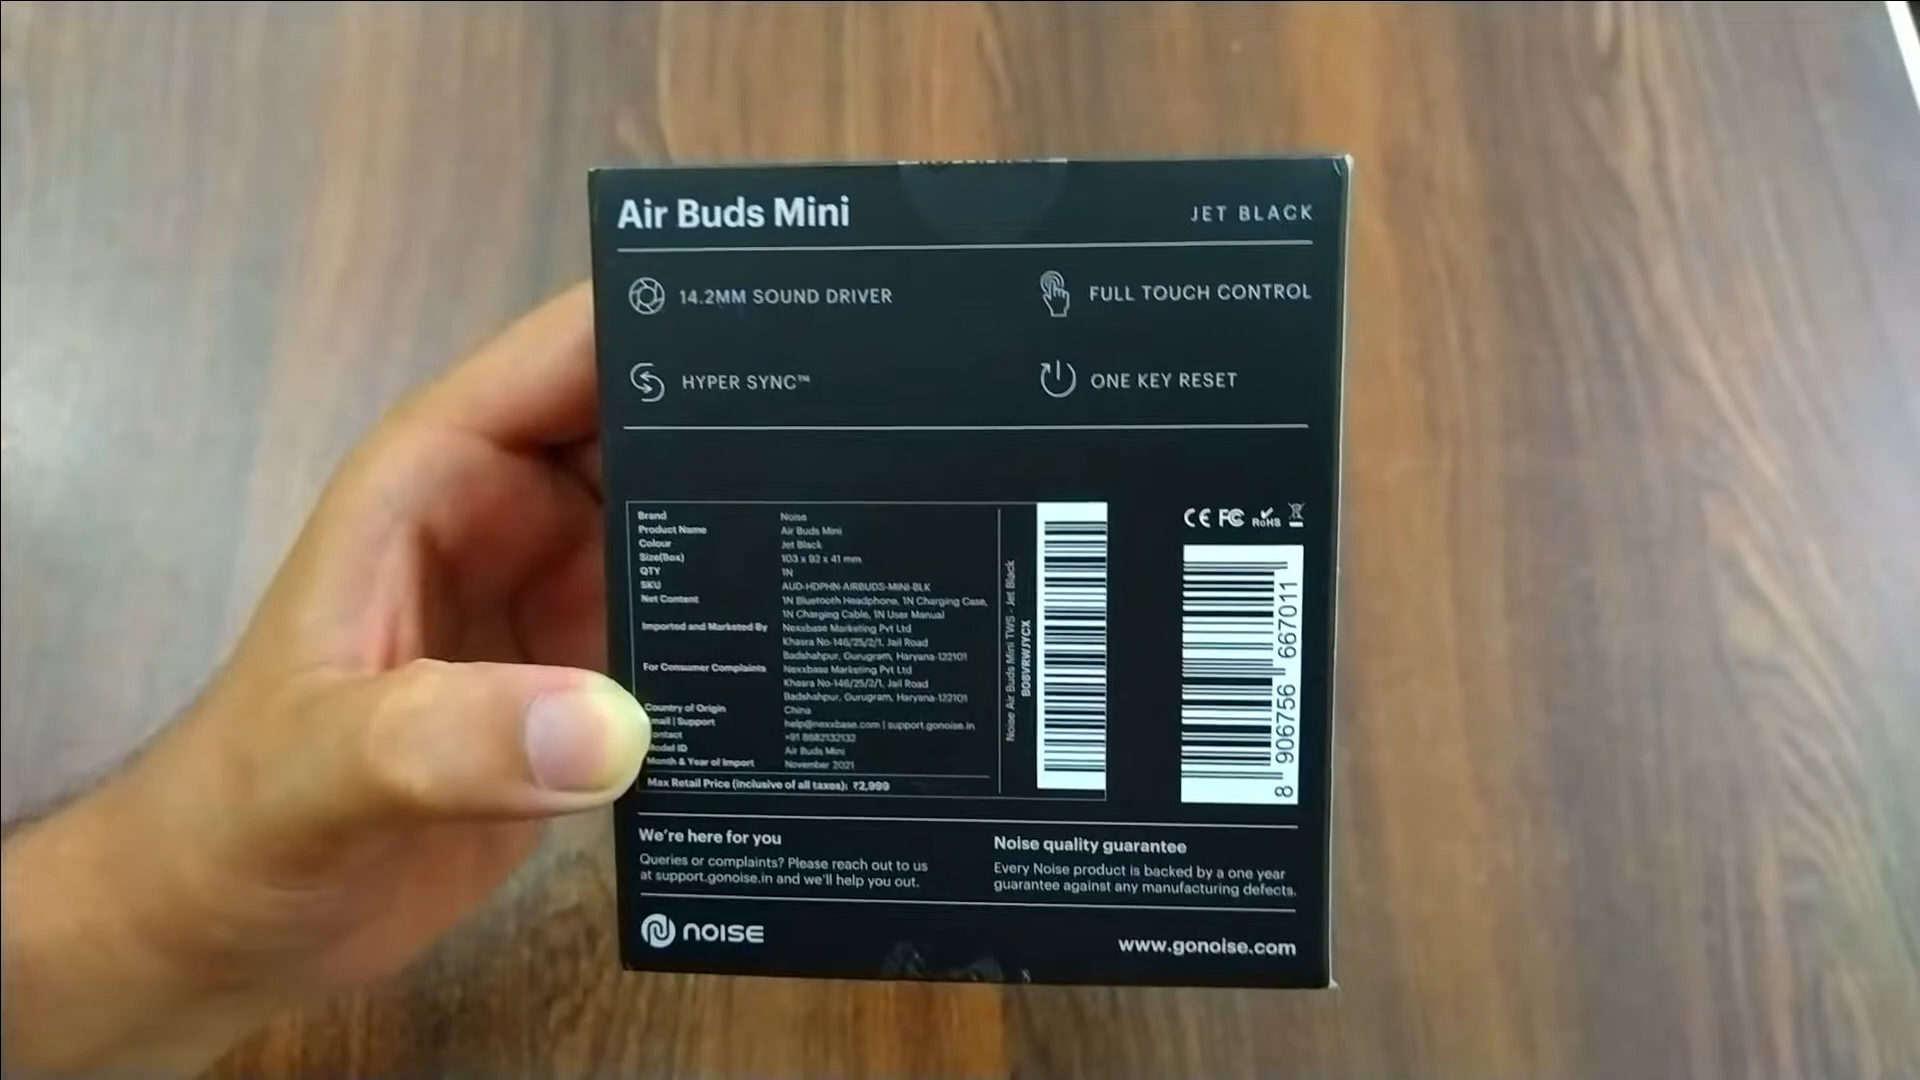 Air Buds Mini
JET BLACK
14.2MM SOUND DRIVER
FULL TOUCH CONTROL
HYPER SYNC™
ONE KEY RESET
Brand Noise
Product Name Air Buds Mini
Colour Jet Black
Size(Box) 103 x 92 x 41 mm
QTY 1N
SKU AUD-HDPHN-AIRBUDS-MINI-BLK
Net Content 1N Bluetooth Headphone, 1N Charging Case,
1N Charging Cable, 1N User Manual
Imported and Marketed By Nexxbase Marketing Pvt Ltd
Khasra No-146/25/2/1, Jail Road
Badshahpur, Gurugram, Haryana-122101
For Consumer Complaints Nexxbase Marketing Pvt Ltd
Khasra No-146/25/2/1, Jail Road
Badshahpur, Gurugram, Haryana-122101
Country of Origin China
Email | Support help@nexxbase.com | support.gonoise.in
Contact +91 8882132132
Model ID Air Buds Mini
Month & Year of Import November 2021
Max Retail Price (inclusive of all taxes): ₹2,999
Noise Air Buds Mini TWS - Jet Black
B08VRWJYCX
CE FC RoHS
8 906756 667011
We're here for you
Queries or complaints? Please reach out to us
at support.gonoise.in and we'll help you out.
Noise quality guarantee
Every Noise product is backed by a one year
guarantee against any manufacturing defects.
NOISE
www.gonoise.com